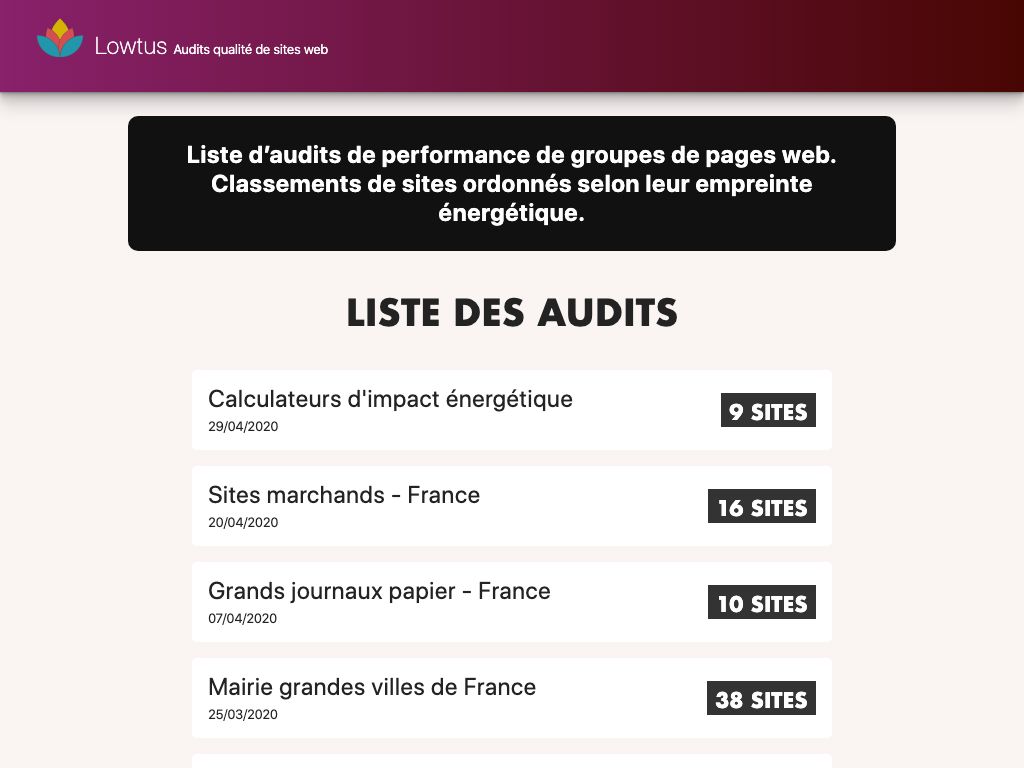 Lowtus Audits qualité de sites web
Liste d’audits de performance de groupes de pages web.
Classements de sites ordonnés selon leur empreinte
énergétique.
LISTE DES AUDITS
Calculateurs d'impact énergétique
29/04/2020
9 SITES
Sites marchands - France
20/04/2020
16 SITES
Grands journaux papier - France
07/04/2020
10 SITES
Mairie grandes villes de France
25/03/2020
38 SITES